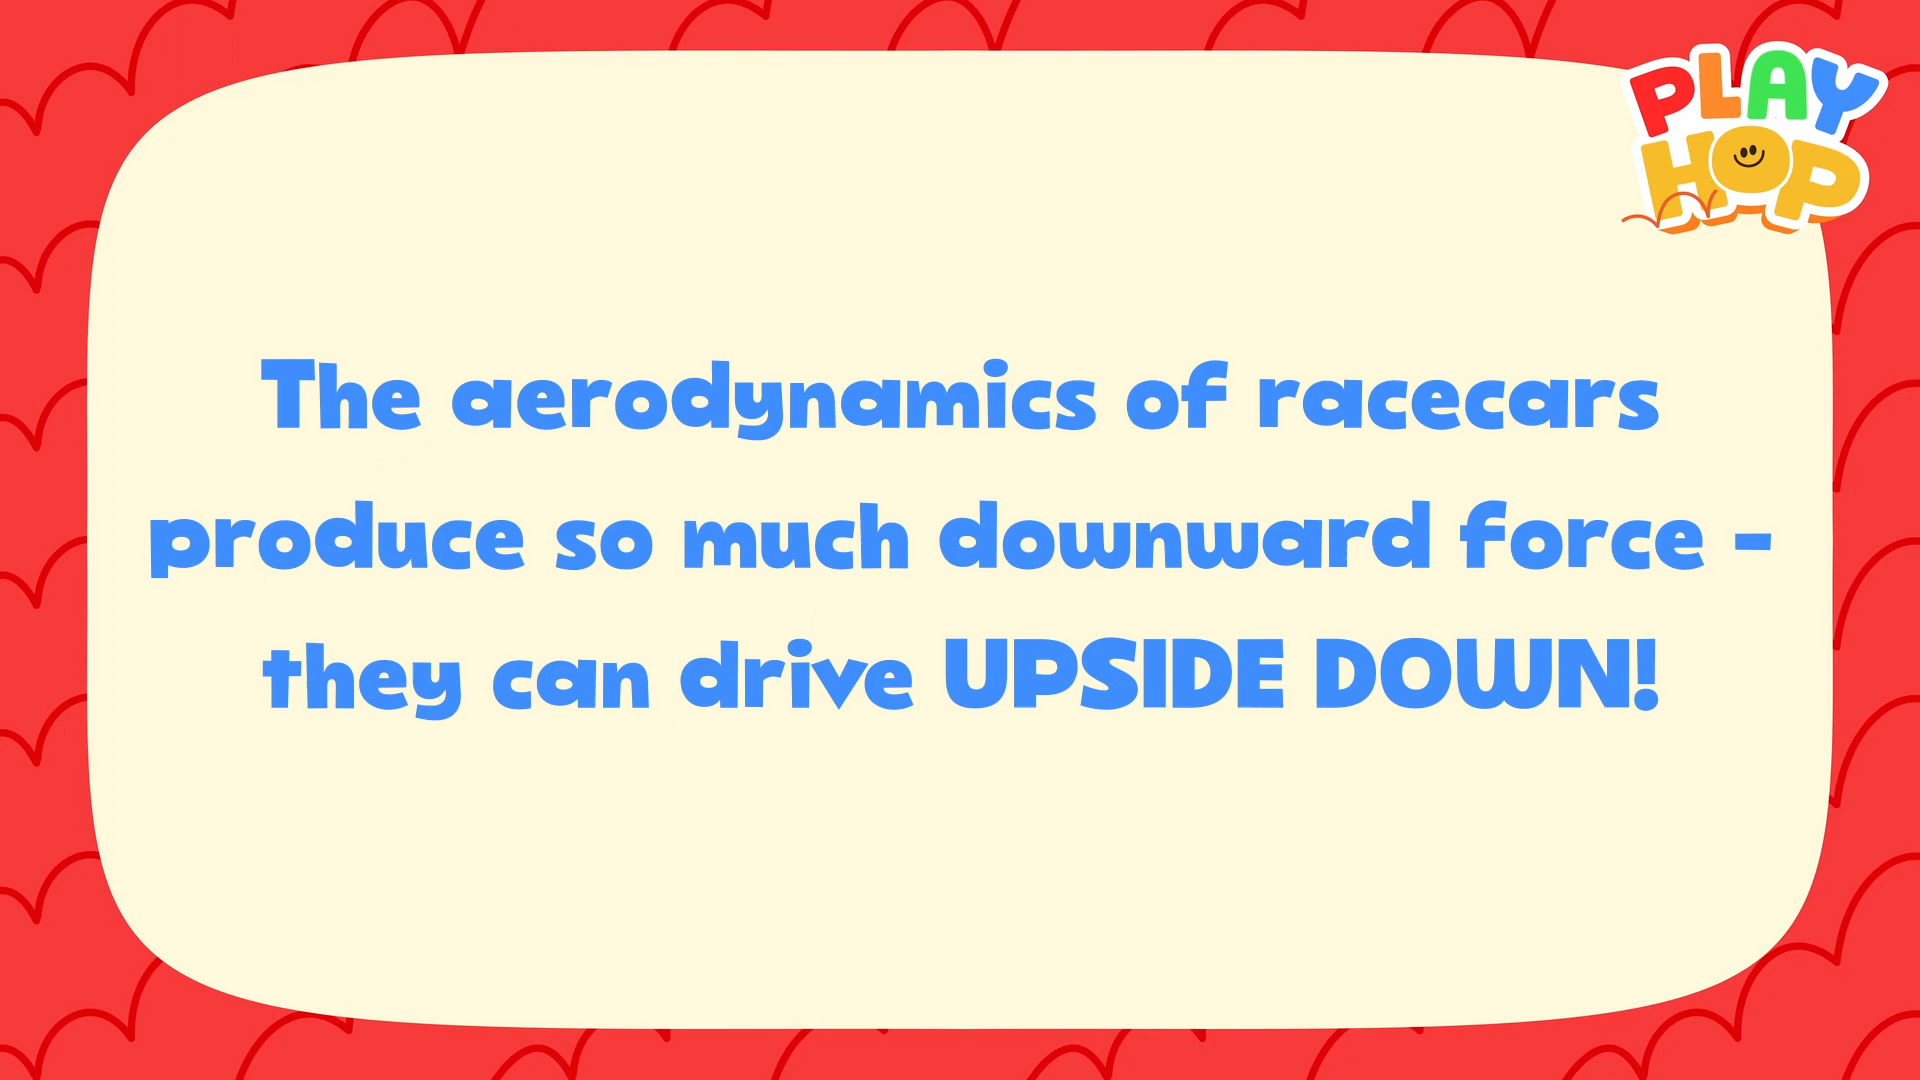 PLAY
HOP
The aerodynamics of racecars
produce so much downward force -
they can drive UPSIDE DOWN!